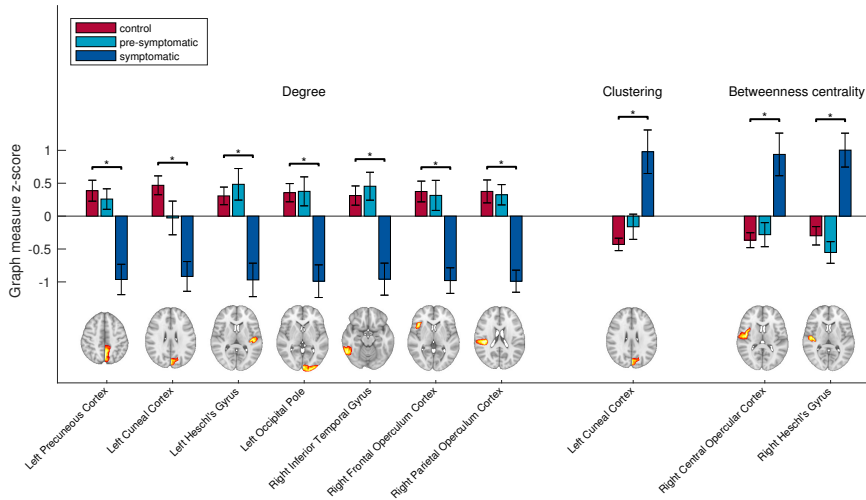 control
pre-symptomatic
symptomatic
Degree
Clustering
Betweenness centrality
* * * * * * * * * *
Graph measure z-score
1
0.5
0
-0.5
-1
Left Precuneous Cortex
Left Cuneal Cortex
Left Heschl's Gyrus
Left Occipital Pole
Right Inferior Temporal Gyrus
Right Frontal Operculum Cortex
Right Parietal Operculum Cortex
Left Cuneal Cortex
Right Central Opercular Cortex
Right Heschl's Gyrus